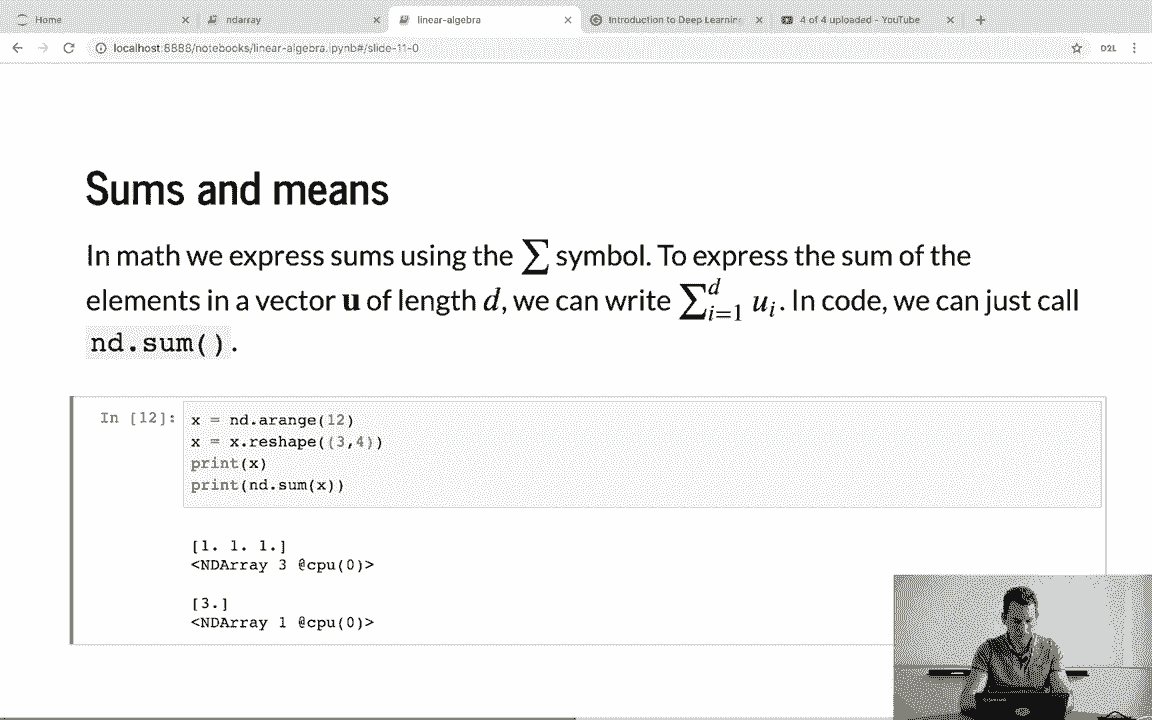 Home
ndarray
linear-algebra
Introduction to Deep Learning
4 of 4 uploaded - YouTube
localhost:8888/notebooks/linear-algebra.ipynb#/slide-11-0
D2L
Sums and means
In math we express sums using the ∑ symbol. To express the sum of the
elements in a vector u of length d, we can write ∑_{i=1}^{d} u_i. In code, we can just call
nd.sum().
In [12]: x = nd.arange(12)
x = x.reshape((3,4))
print(x)
print(nd.sum(x))
[1. 1. 1.]
<NDArray 3 @cpu(0)>
[3.]
<NDArray 1 @cpu(0)>